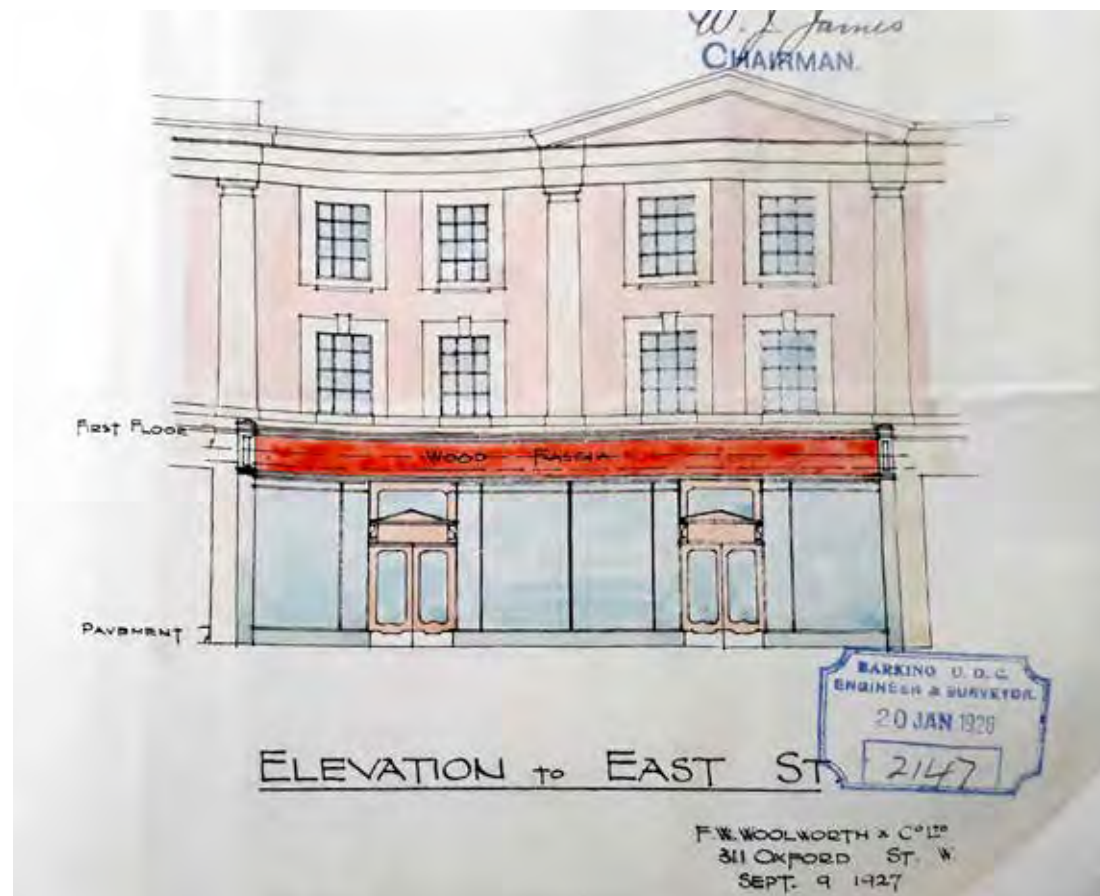 W. J. James
CHAIRMAN.
FIRST FLOOR
WOOD FASCIA
PAVEMENT
BARKING U. D. C.
ENGINEER & SURVEYOR.
20 JAN 1928
2147
ELEVATION to EAST ST.
F. W. WOOLWORTH & Co LTD
311 OXFORD ST. W.
SEPT. 9 1927